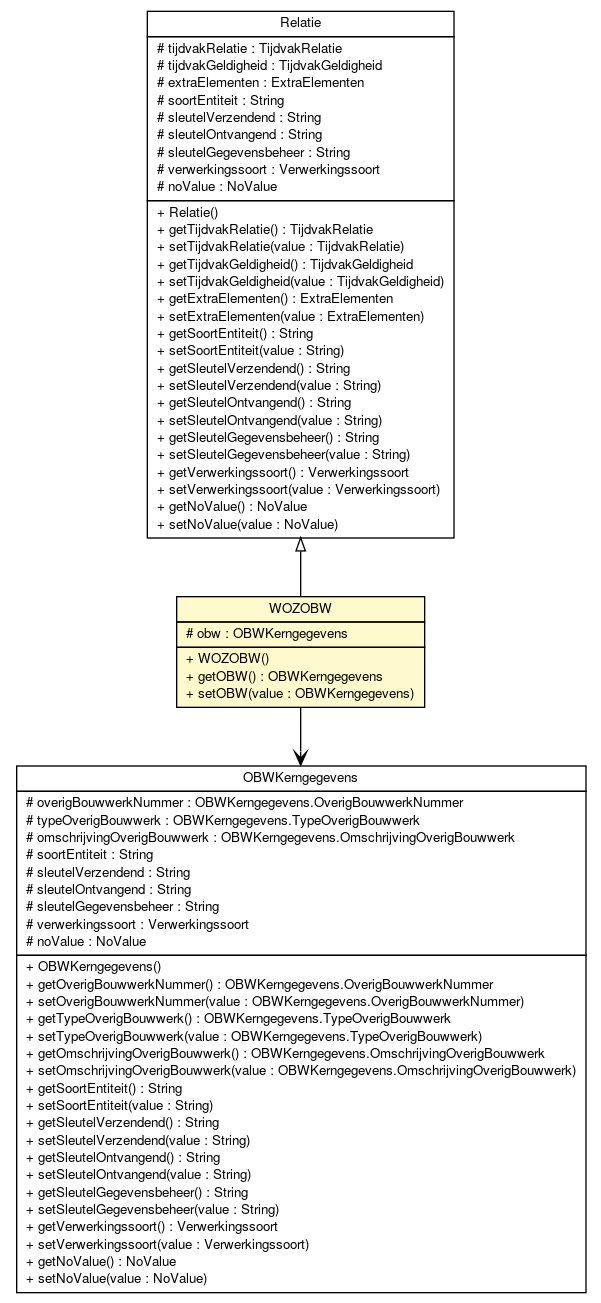 Relatie
# tijdvakRelatie : TijdvakRelatie
# tijdvakGeldigheid : TijdvakGeldigheid
# extraElementen : ExtraElementen
# soortEntiteit : String
# sleutelVerzendend : String
# sleutelOntvangend : String
# sleutelGegevensbeheer : String
# verwerkingssoort : Verwerkingssoort
# noValue : NoValue
+ Relatie()
+ getTijdvakRelatie() : TijdvakRelatie
+ setTijdvakRelatie(value : TijdvakRelatie)
+ getTijdvakGeldigheid() : TijdvakGeldigheid
+ setTijdvakGeldigheid(value : TijdvakGeldigheid)
+ getExtraElementen() : ExtraElementen
+ setExtraElementen(value : ExtraElementen)
+ getSoortEntiteit() : String
+ setSoortEntiteit(value : String)
+ getSleutelVerzendend() : String
+ setSleutelVerzendend(value : String)
+ getSleutelOntvangend() : String
+ setSleutelOntvangend(value : String)
+ getSleutelGegevensbeheer() : String
+ setSleutelGegevensbeheer(value : String)
+ getVerwerkingssoort() : Verwerkingssoort
+ setVerwerkingssoort(value : Verwerkingssoort)
+ getNoValue() : NoValue
+ setNoValue(value : NoValue)
WOZOBW
# obw : OBWKerngegevens
+ WOZOBW()
+ getOBW() : OBWKerngegevens
+ setOBW(value : OBWKerngegevens)
OBWKerngegevens
# overigBouwwerkNummer : OBWKerngegevens.OverigBouwwerkNummer
# typeOverigBouwwerk : OBWKerngegevens.TypeOverigBouwwerk
# omschrijvingOverigBouwwerk : OBWKerngegevens.OmschrijvingOverigBouwwerk
# soortEntiteit : String
# sleutelVerzendend : String
# sleutelOntvangend : String
# sleutelGegevensbeheer : String
# verwerkingssoort : Verwerkingssoort
# noValue : NoValue
+ OBWKerngegevens()
+ getOverigBouwwerkNummer() : OBWKerngegevens.OverigBouwwerkNummer
+ setOverigBouwwerkNummer(value : OBWKerngegevens.OverigBouwwerkNummer)
+ getTypeOverigBouwwerk() : OBWKerngegevens.TypeOverigBouwwerk
+ setTypeOverigBouwwerk(value : OBWKerngegevens.TypeOverigBouwwerk)
+ getOmschrijvingOverigBouwwerk() : OBWKerngegevens.OmschrijvingOverigBouwwerk
+ setOmschrijvingOverigBouwwerk(value : OBWKerngegevens.OmschrijvingOverigBouwwerk)
+ getSoortEntiteit() : String
+ setSoortEntiteit(value : String)
+ getSleutelVerzendend() : String
+ setSleutelVerzendend(value : String)
+ getSleutelOntvangend() : String
+ setSleutelOntvangend(value : String)
+ getSleutelGegevensbeheer() : String
+ setSleutelGegevensbeheer(value : String)
+ getVerwerkingssoort() : Verwerkingssoort
+ setVerwerkingssoort(value : Verwerkingssoort)
+ getNoValue() : NoValue
+ setNoValue(value : NoValue)